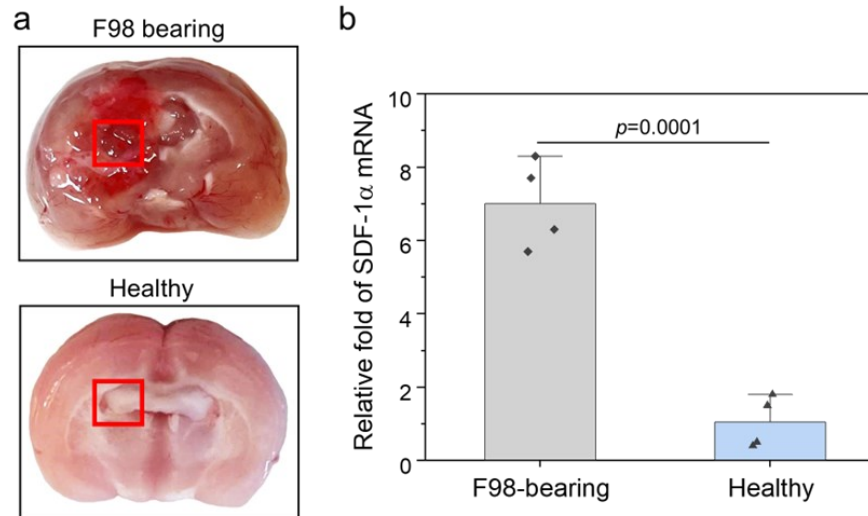 a
F98 bearing
Healthy
b
Relative fold of SDF-1α mRNA
10
8
6
4
2
0
p=0.0001
F98-bearing
Healthy